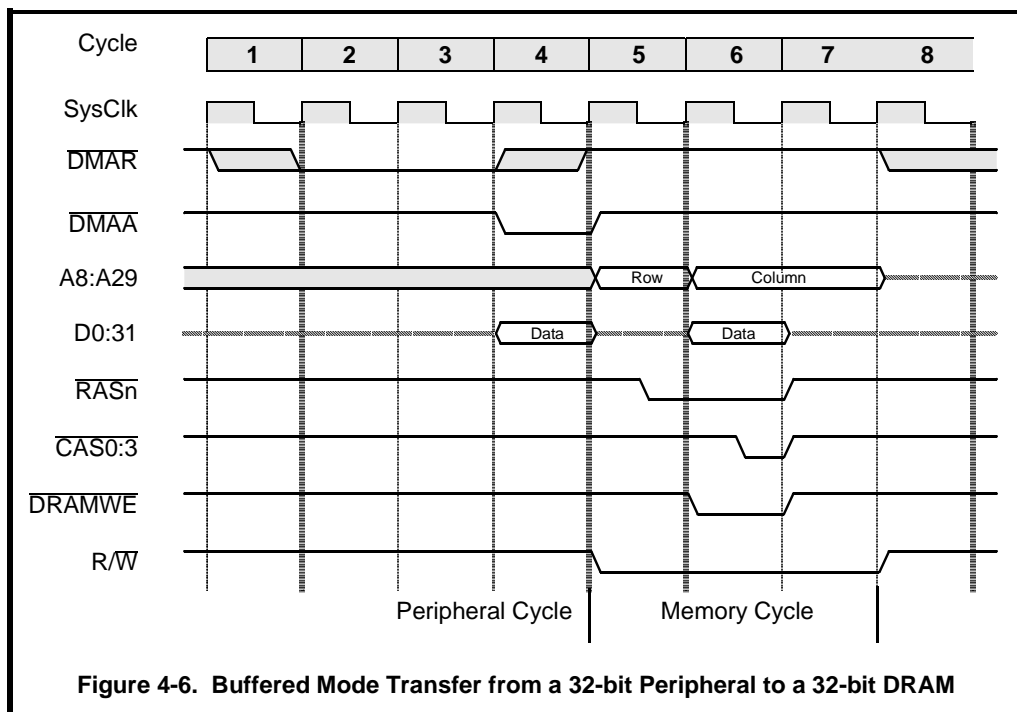 Cycle 1 2 3 4 5 6 7 8
SysClk
DMAR
DMAA
A8:A29 Row Column
D0:31 Data Data
RASn
CAS0:3
DRAMWE
R/W
Peripheral Cycle Memory Cycle
Figure 4-6. Buffered Mode Transfer from a 32-bit Peripheral to a 32-bit DRAM